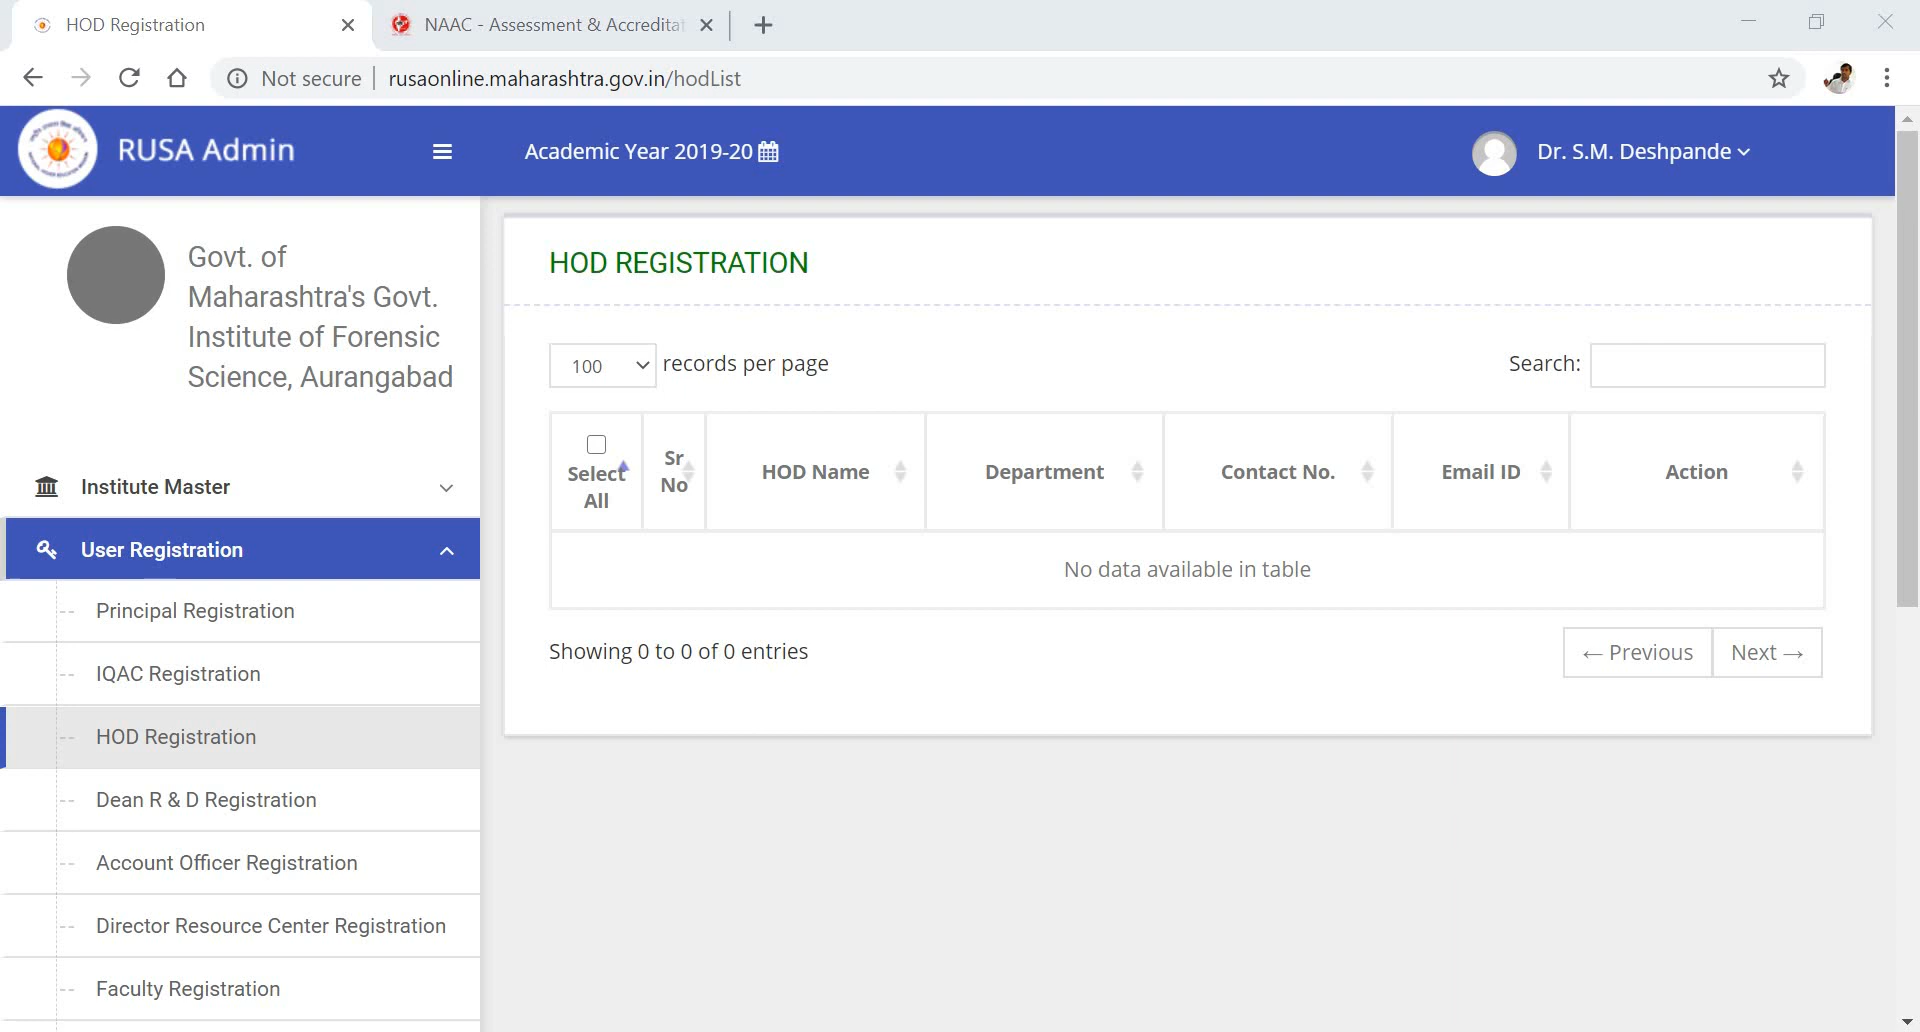 HOD Registration
NAAC - Assessment & Accredita
Not secure
rusaonline.maharashtra.gov.in/hodList
RUSA Admin
Academic Year 2019-20
Dr. S.M. Deshpande
Govt. of
Maharashtra's Govt.
Institute of Forensic
Science, Aurangabad
Institute Master
User Registration
Principal Registration
IQAC Registration
HOD Registration
Dean R & D Registration
Account Officer Registration
Director Resource Center Registration
Faculty Registration
HOD REGISTRATION
100 records per page
Search:
Select All
Sr No
HOD Name
Department
Contact No.
Email ID
Action
No data available in table
Showing 0 to 0 of 0 entries
← Previous
Next →